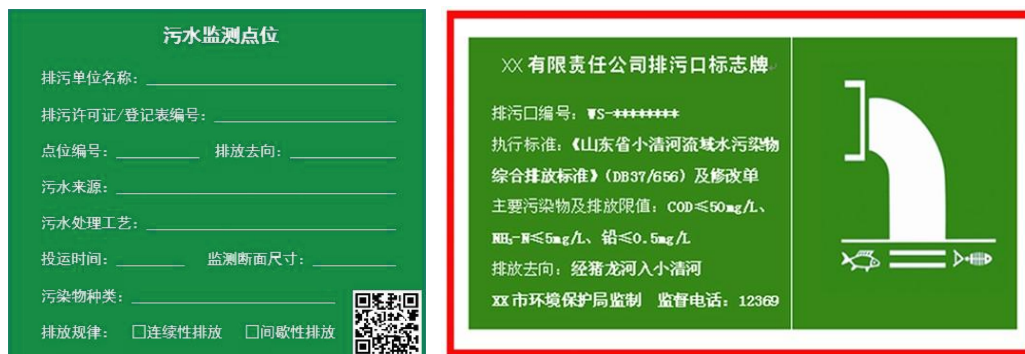 污水监测点位
排污单位名称：
排污许可证/登记表编号：
点位编号： 排放去向：
污水来源：
污水处理工艺：
投运时间： 监测断面尺寸：
污染物种类：
排放规律： □连续性排放 □间歇性排放
XX 有限责任公司排污口标志牌
排污口编号：WS-********
执行标准：《山东省小清河流域水污染物
综合排放标准》（DB37/656）及修改单
主要污染物及排放限值：COD≤50mg/L、
NH₃-N≤5mg/L、铅≤0.5mg/L
排放去向：经猪龙河入小清河
XX 市环境保护局监制 监督电话：12369